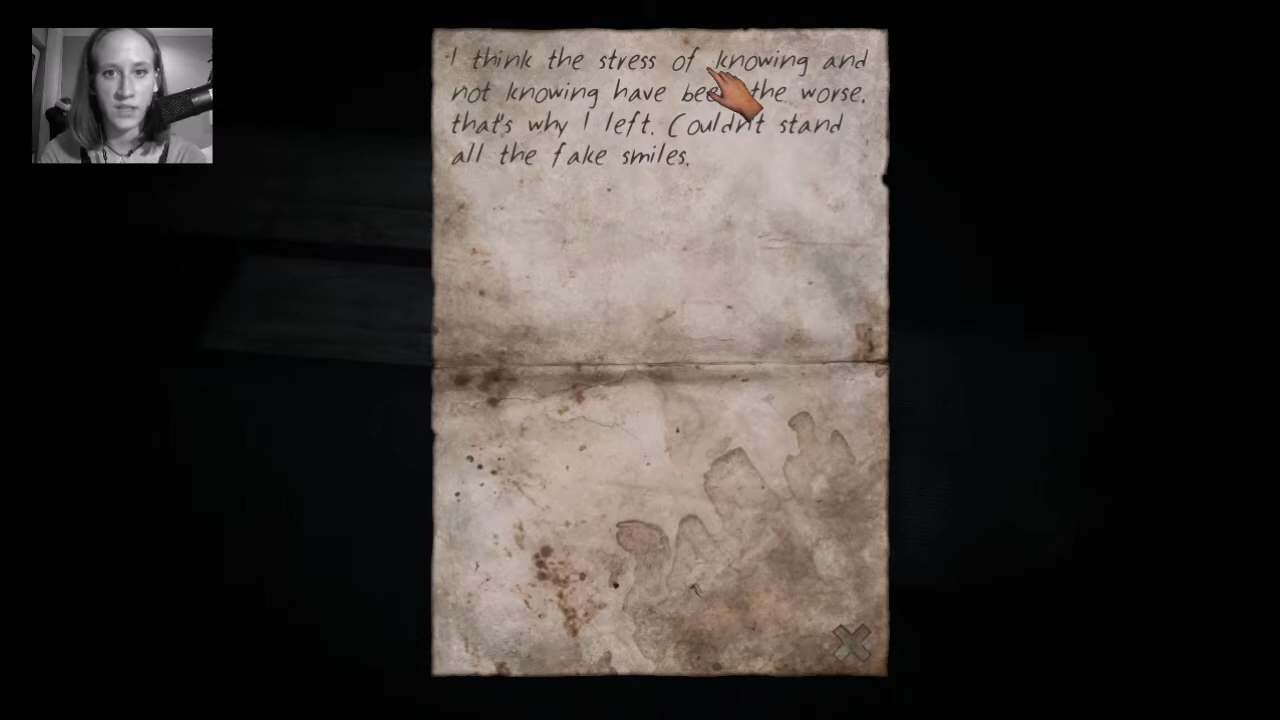 I think the stress of knowing and
not knowing have been the worse,
that's why I left. Couldn't stand
all the fake smiles.